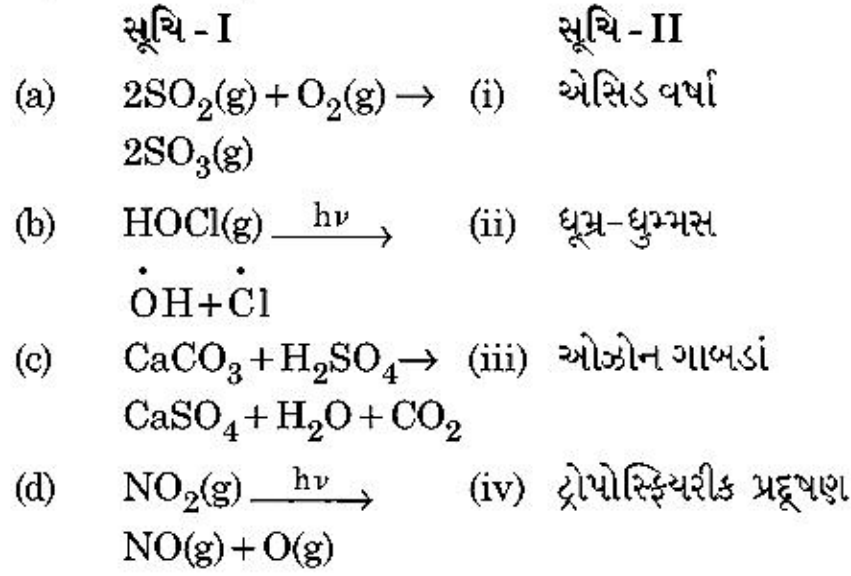 સૂચિ - I સૂચિ - II
(a) 2SO₂(g) + O₂(g) → (i) એસિડ વર્ષા
2SO₃(g)
(b) HOCl(g) —hν→ (ii) ધૂમ્ર-ધુમ્મસ
ȮH + Ċl
(c) CaCO₃ + H₂SO₄→ (iii) ઓઝોન ગાબડાં
CaSO₄ + H₂O + CO₂
(d) NO₂(g) —hν→ (iv) ટ્રોપોસ્ફિયરીક પ્રદૂષણ
NO(g) + O(g)